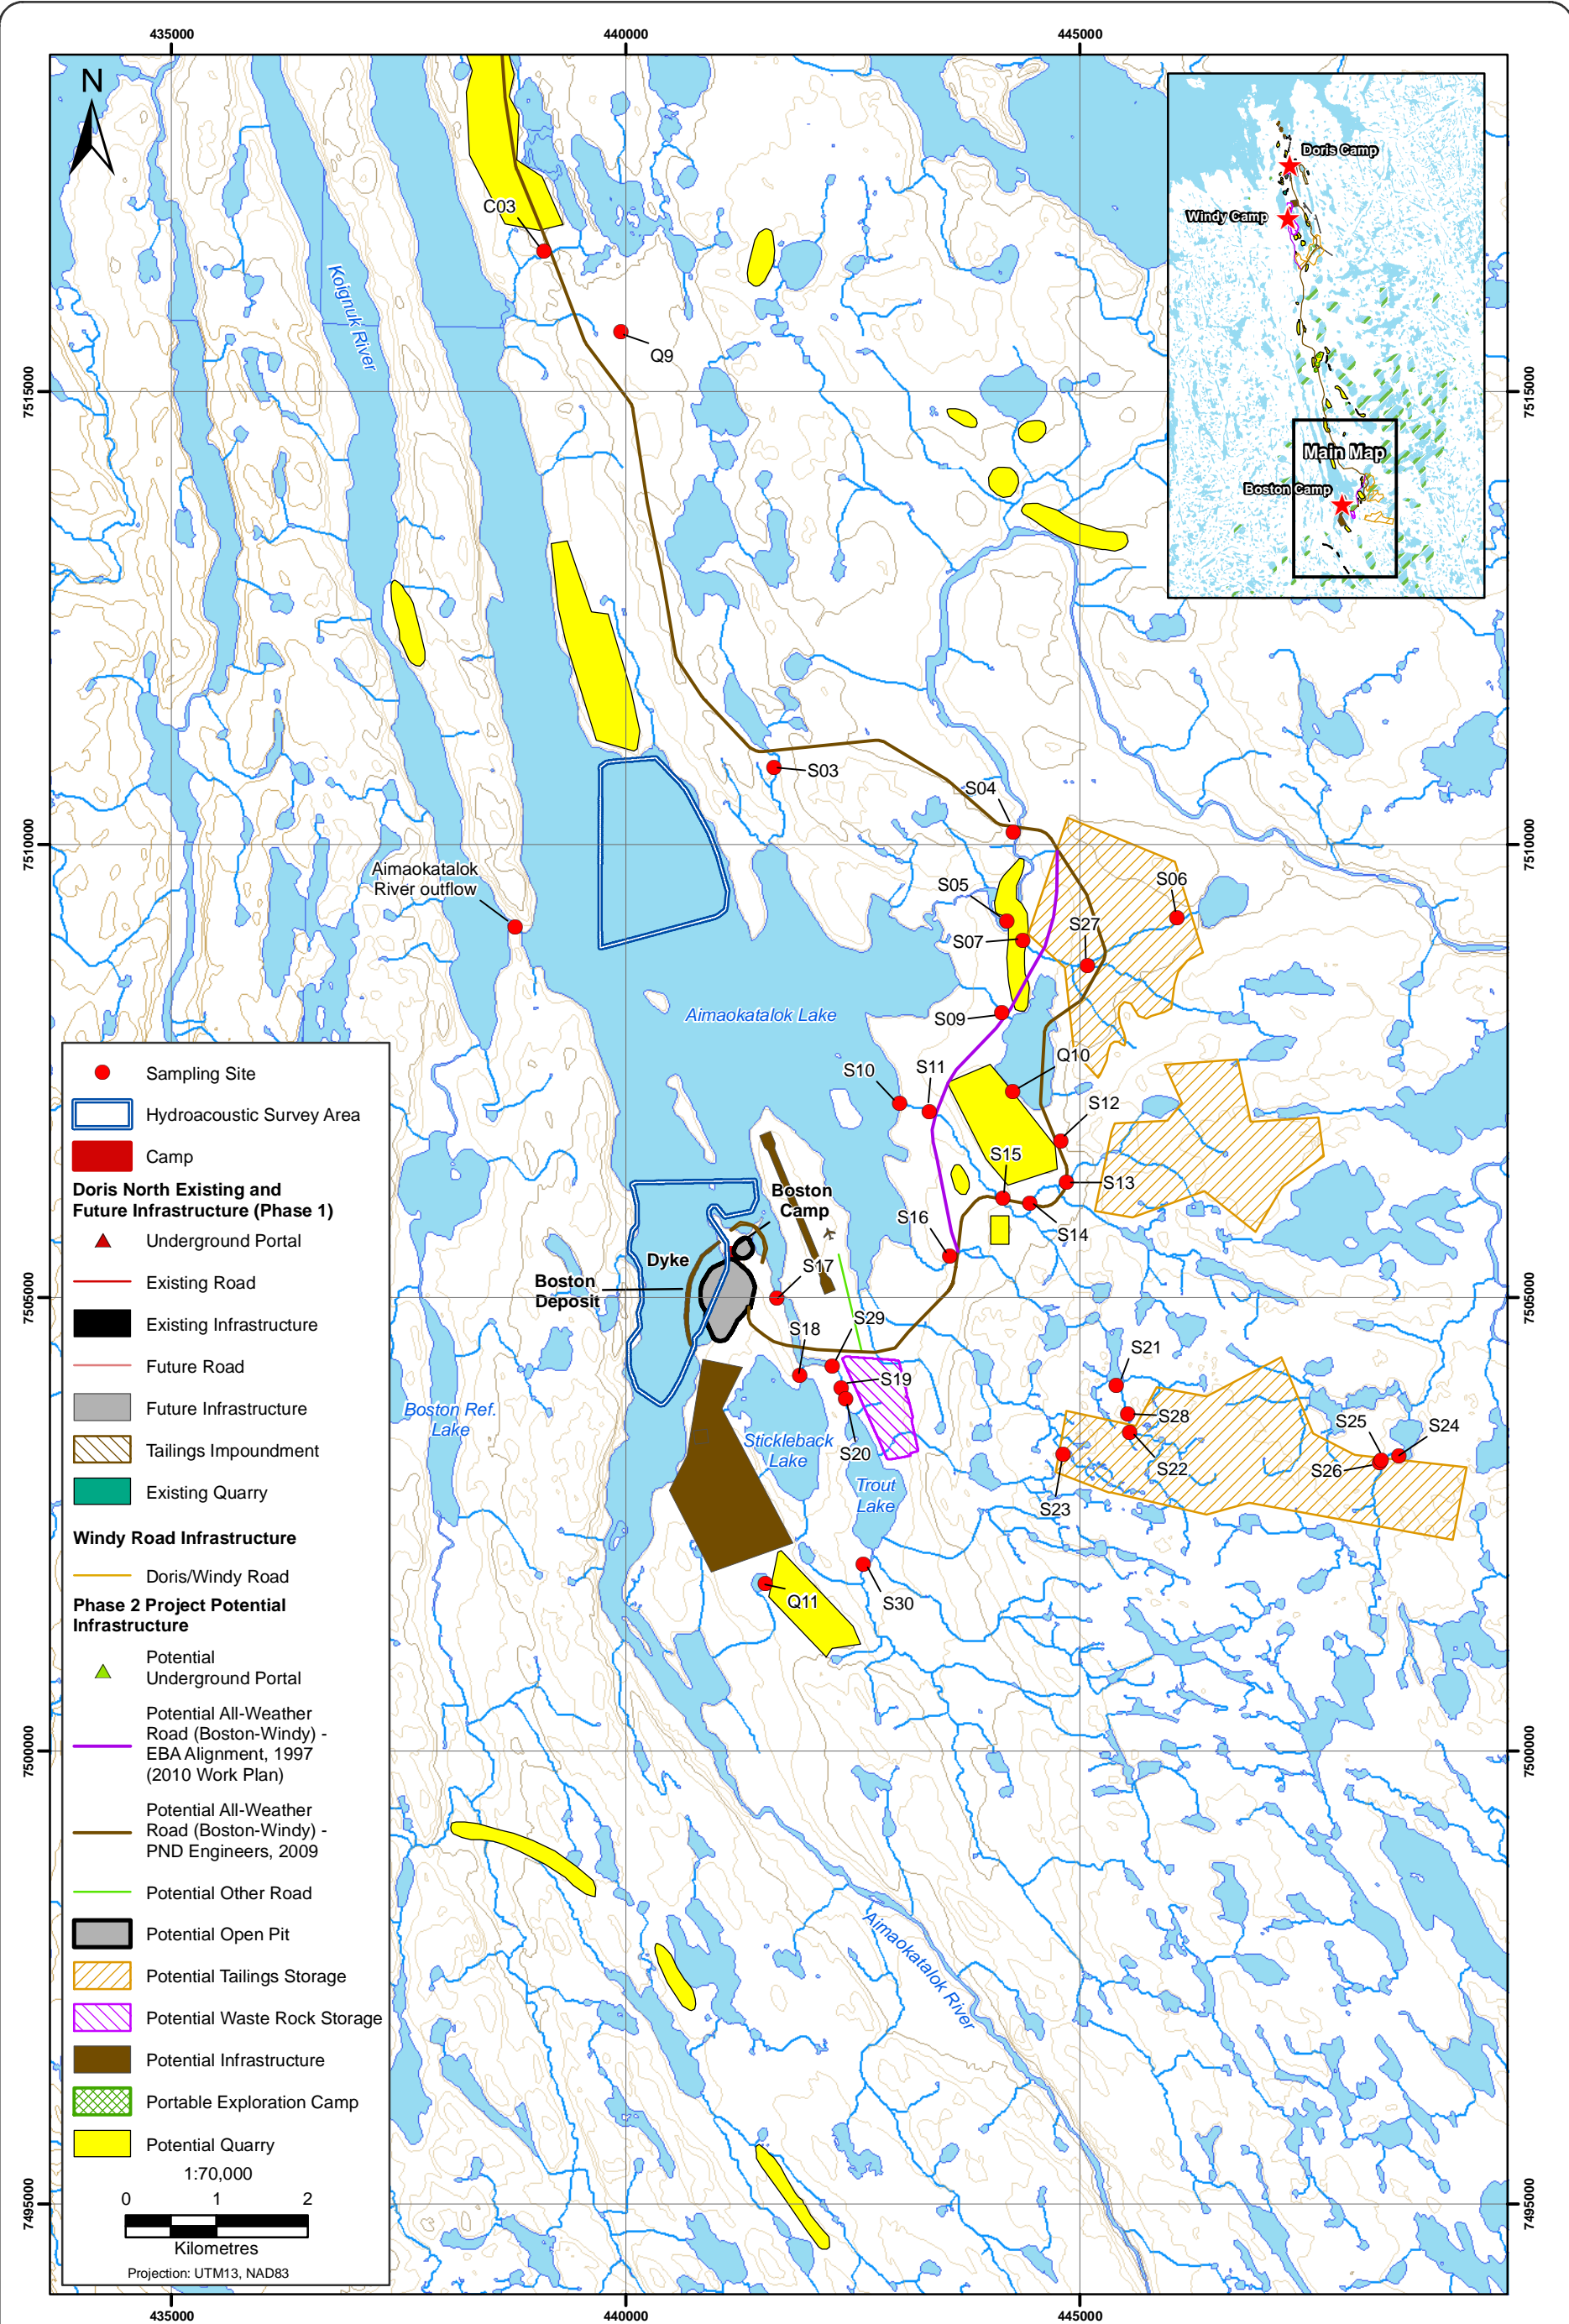 435000
440000
445000
N
C03
Koignuk River
Q9
Doris Camp
Windy Camp
Main Map
Boston Camp
7515000
7515000
S03
S04
7510000
7510000
Aimaokatalok
River outflow
S05
S06
S07
S27
Aimaokatalok Lake
S09
Q10
S10
S11
S12
S15
S13
Boston
Camp
S16
S14
Dyke
S17
Boston
Deposit
7505000
7505000
S18
S29
S21
S19
Boston Ref.
Lake
S28
S25
S24
Stickleback
Lake
S20
S22
S26
Trout
Lake
S23
Q11
S30
7500000
7500000
Aimaokatalok River
7495000
7495000
Sampling Site
Hydroacoustic Survey Area
Camp
Doris North Existing and
Future Infrastructure (Phase 1)
Underground Portal
Existing Road
Existing Infrastructure
Future Road
Future Infrastructure
Tailings Impoundment
Existing Quarry
Windy Road Infrastructure
Doris/Windy Road
Phase 2 Project Potential
Infrastructure
Potential
Underground Portal
Potential All-Weather
Road (Boston-Windy) -
EBA Alignment, 1997
(2010 Work Plan)
Potential All-Weather
Road (Boston-Windy) -
PND Engineers, 2009
Potential Other Road
Potential Open Pit
Potential Tailings Storage
Potential Waste Rock Storage
Potential Infrastructure
Portable Exploration Camp
Potential Quarry
1:70,000
0 1 2
Kilometres
Projection: UTM13, NAD83
435000
440000
445000